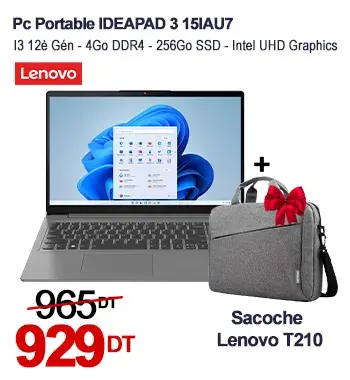 Pc Portable IDEAPAD 3 15IAU7
I3 12è Gén - 4Go DDR4 - 256Go SSD - Intel UHD Graphics
Lenovo
+
965DT
929DT
Sacoche
Lenovo T210